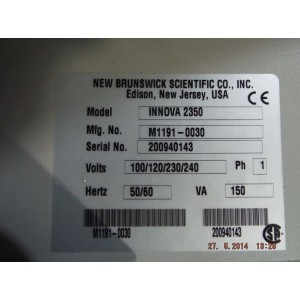 NEW BRUNSWICK SCIENTIFIC CO., INC.
Edison, New Jersey, USA
CE
Model INNOVA 2350
Mfg. No. M1191-0030
Serial No. 200940143
Volts 100/120/230/240 Ph 1
Hertz 50/60 VA 150
M1191-0030 200940143
27. 5.2014 13:25